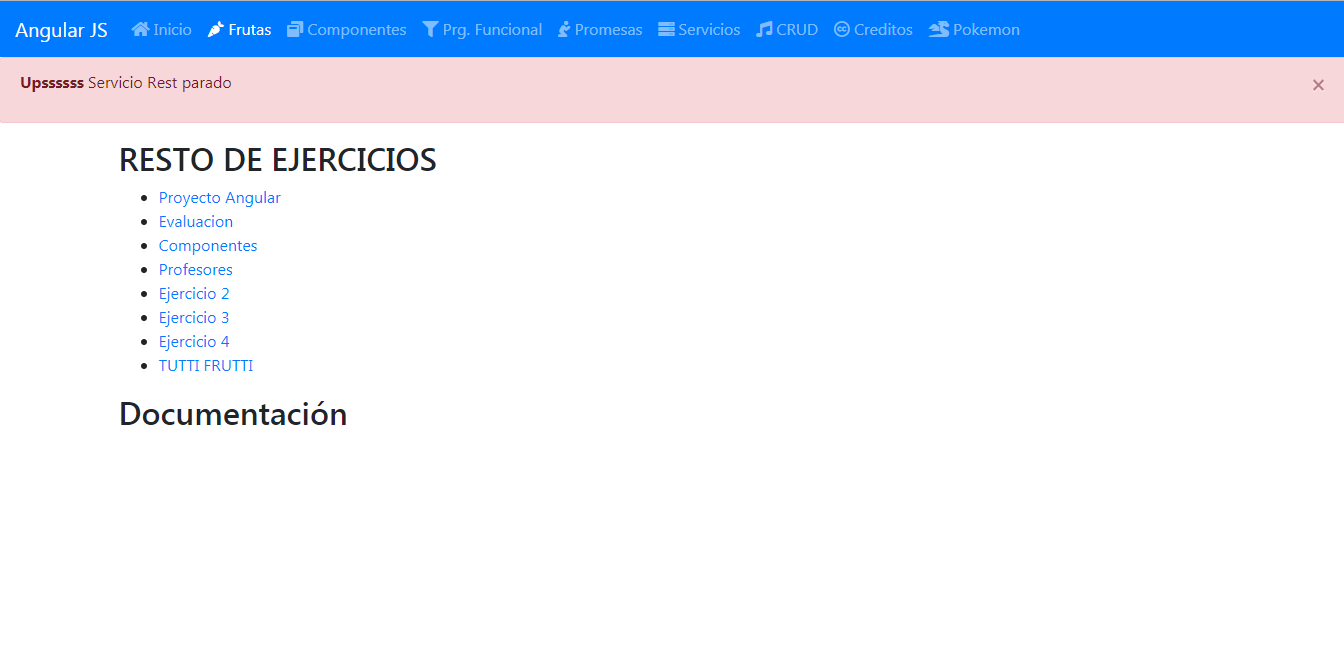 Angular JS Inicio Frutas Componentes Prg. Funcional Promesas Servicios CRUD Creditos Pokemon
Upssssss Servicio Rest parado ×
RESTO DE EJERCICIOS
Proyecto Angular
Evaluacion
Componentes
Profesores
Ejercicio 2
Ejercicio 3
Ejercicio 4
TUTTI FRUTTI
Documentación